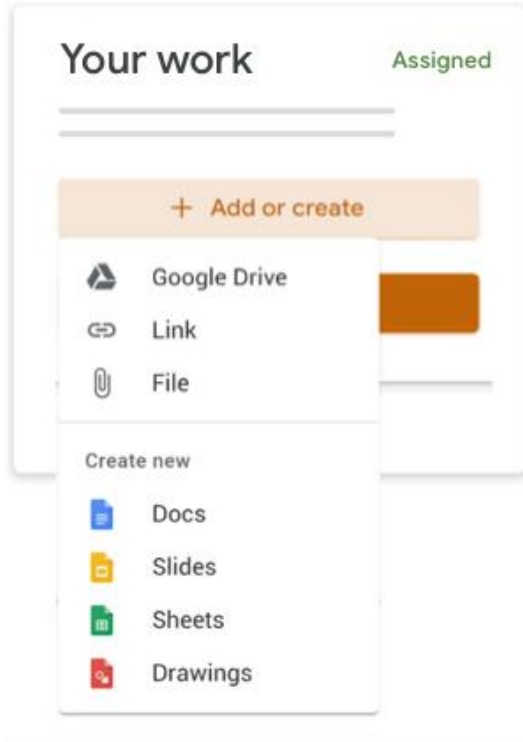 Your work
Assigned
+ Add or create
Google Drive
Link
File
Create new
Docs
Slides
Sheets
Drawings